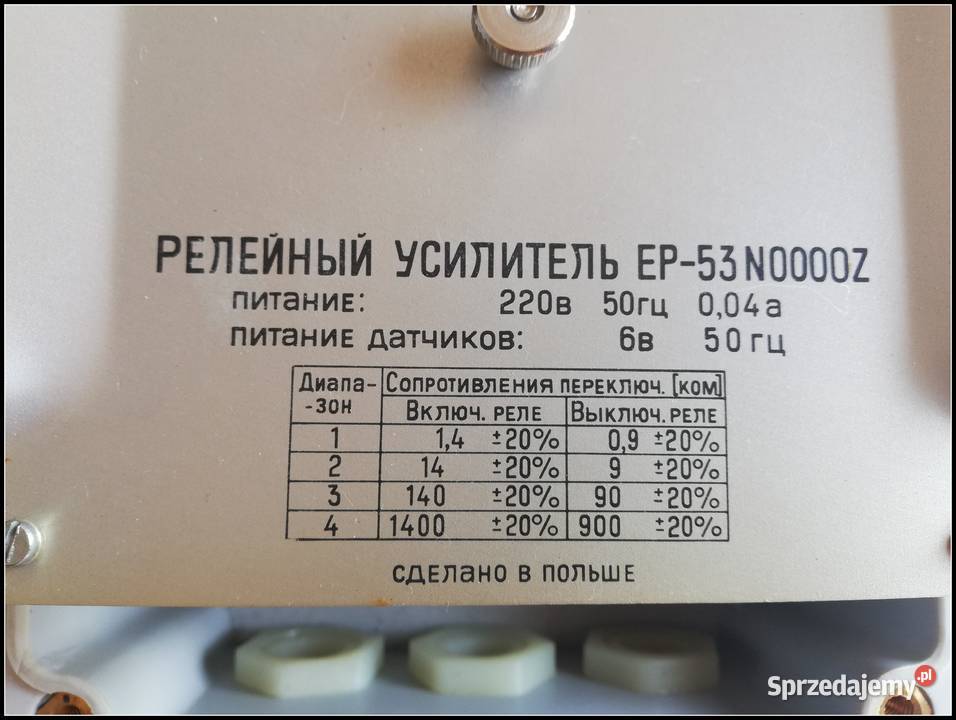 РЕЛЕЙНЫЙ УСИЛИТЕЛЬ ЕР-53N0000Z
ПИТАНИЕ: 220в 50гц 0,04а
ПИТАНИЕ ДАТЧИКОВ: 6в 50гц
Диапа- Сопротивления переключ. [ком]
-зон Включ. реле Выключ. реле
1 1,4 ±20% 0,9 ±20%
2 14 ±20% 9 ±20%
3 140 ±20% 90 ±20%
4 1400 ±20% 900 ±20%
СДЕЛАНО В ПОЛЬШЕ
Sprzedajemy.pl